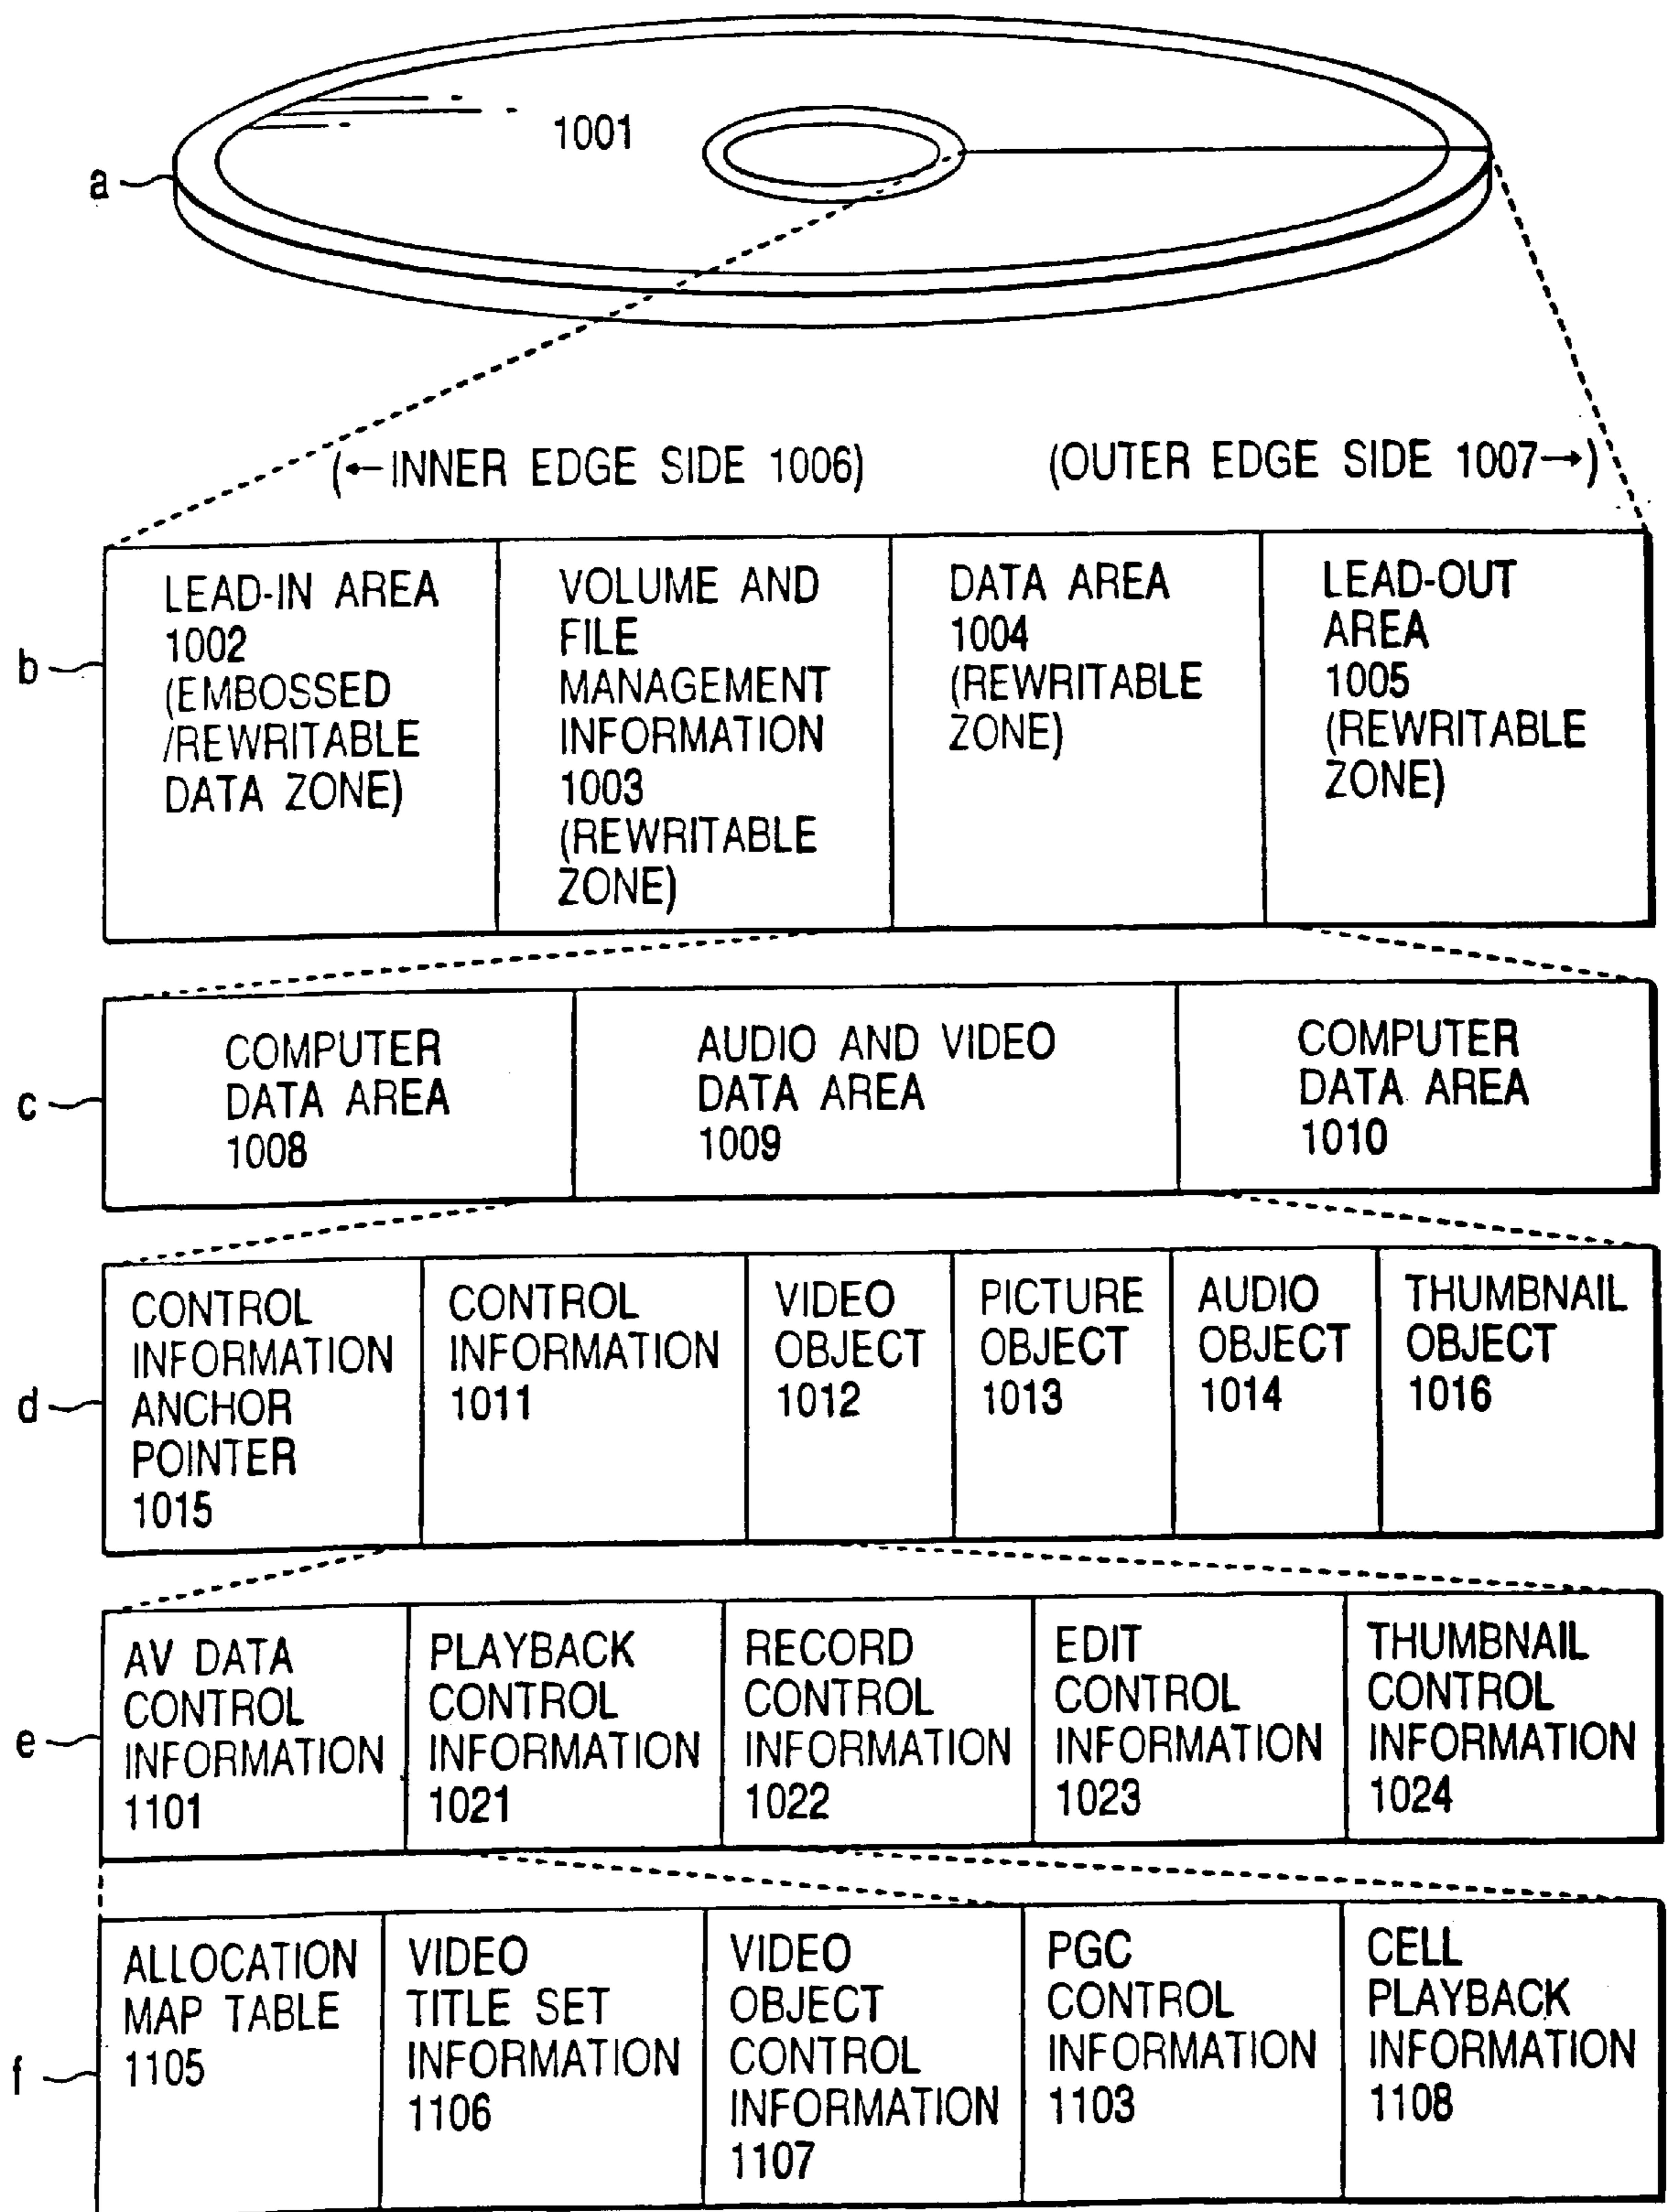 1001
a
(←INNER EDGE SIDE 1006)
(OUTER EDGE SIDE 1007→)
b
LEAD-IN AREA
1002
(EMBOSSED
/REWRITABLE
DATA ZONE)
VOLUME AND
FILE
MANAGEMENT
INFORMATION
1003
(REWRITABLE
ZONE)
DATA AREA
1004
(REWRITABLE
ZONE)
LEAD-OUT
AREA
1005
(REWRITABLE
ZONE)
c
COMPUTER
DATA AREA
1008
AUDIO AND VIDEO
DATA AREA
1009
COMPUTER
DATA AREA
1010
d
CONTROL
INFORMATION
ANCHOR
POINTER
1015
CONTROL
INFORMATION
1011
VIDEO
OBJECT
1012
PICTURE
OBJECT
1013
AUDIO
OBJECT
1014
THUMBNAIL
OBJECT
1016
e
AV DATA
CONTROL
INFORMATION
1101
PLAYBACK
CONTROL
INFORMATION
1021
RECORD
CONTROL
INFORMATION
1022
EDIT
CONTROL
INFORMATION
1023
THUMBNAIL
CONTROL
INFORMATION
1024
f
ALLOCATION
MAP TABLE
1105
VIDEO
TITLE SET
INFORMATION
1106
VIDEO
OBJECT
CONTROL
INFORMATION
1107
PGC
CONTROL
INFORMATION
1103
CELL
PLAYBACK
INFORMATION
1108